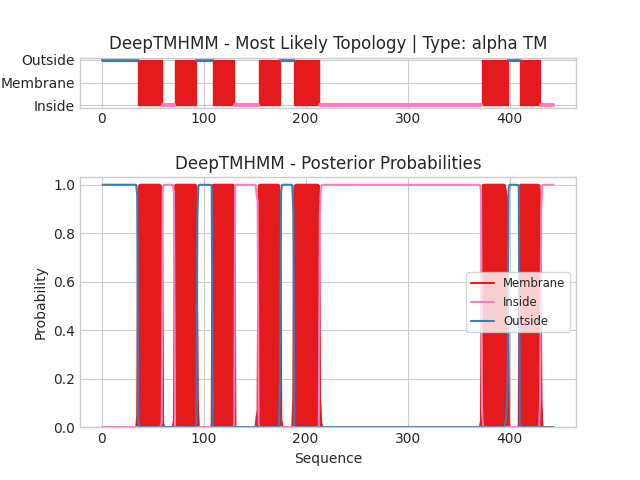 DeepTMHMM - Most Likely Topology | Type: alpha TM
Outside
Membrane
Inside
0 100 200 300 400
DeepTMHMM - Posterior Probabilities
1.0
0.8
0.6
0.4
0.2
0.0
Probability
Membrane
Inside
Outside
0 100 200 300 400
Sequence